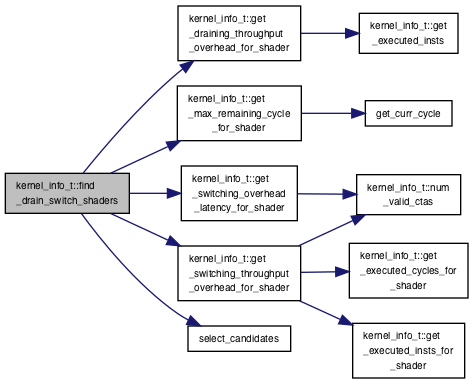 kernel_info_t::find
_drain_switch_shaders
kernel_info_t::get
_draining_throughput
_overhead_for_shader
kernel_info_t::get
_executed_insts
kernel_info_t::get
_max_remaining_cycle
_for_shader
get_curr_cycle
kernel_info_t::get
_switching_overhead
_latency_for_shader
kernel_info_t::num
_valid_ctas
kernel_info_t::get
_switching_throughput
_overhead_for_shader
kernel_info_t::get
_executed_cycles_for
_shader
select_candidates
kernel_info_t::get
_executed_insts_for
_shader